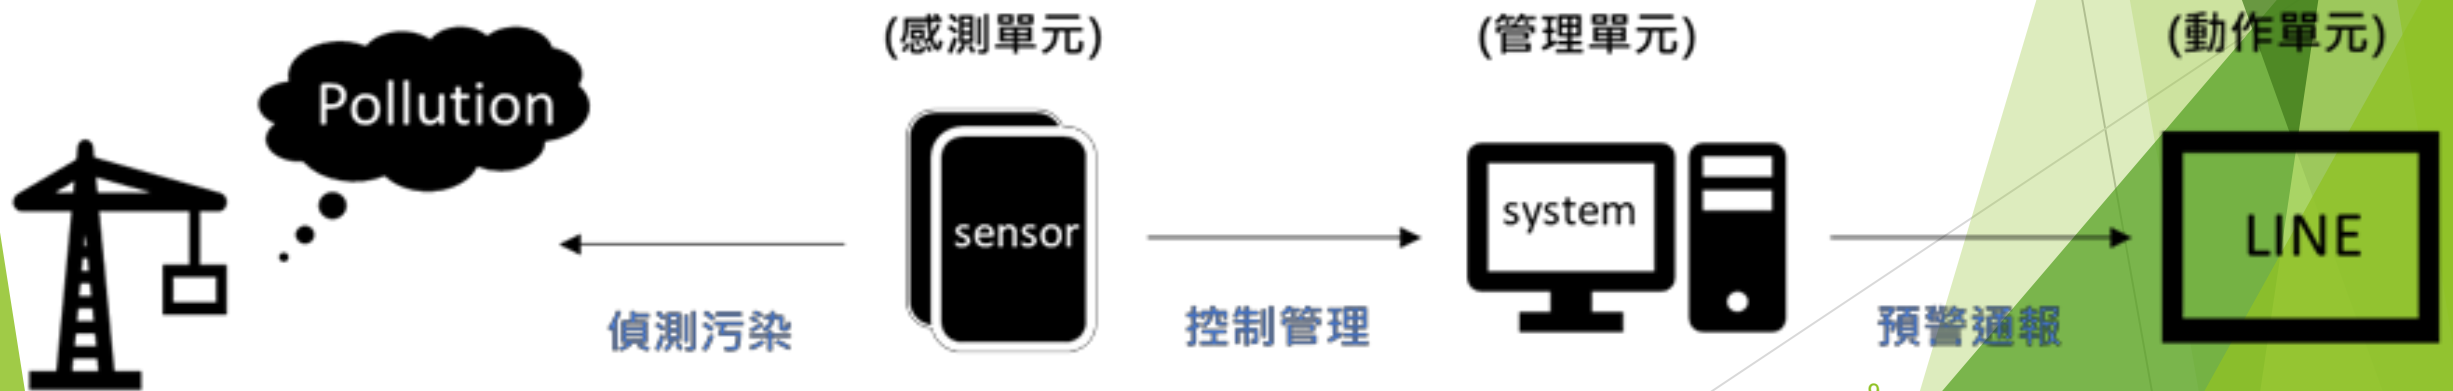 (感測單元)
(管理單元)
(動作單元)
Pollution
sensor
system
LINE
偵測污染
控制管理
預警通報
9